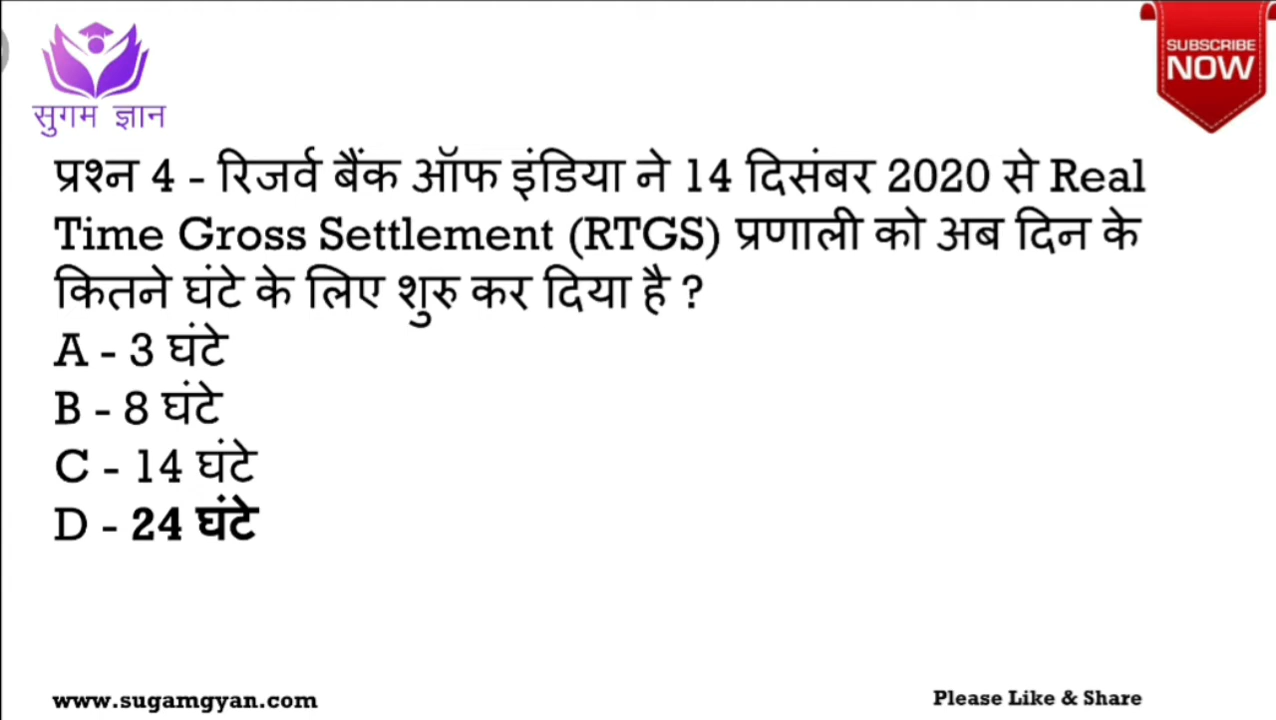 सुगम ज्ञान
SUBSCRIBE
NOW
प्रश्न 4 - रिजर्व बैंक ऑफ इंडिया ने 14 दिसंबर 2020 से Real
Time Gross Settlement (RTGS) प्रणाली को अब दिन के
कितने घंटे के लिए शुरु कर दिया है ?
A - 3 घंटे
B - 8 घंटे
C - 14 घंटे
D - 24 घंटे
www.sugamgyan.com
Please Like & Share